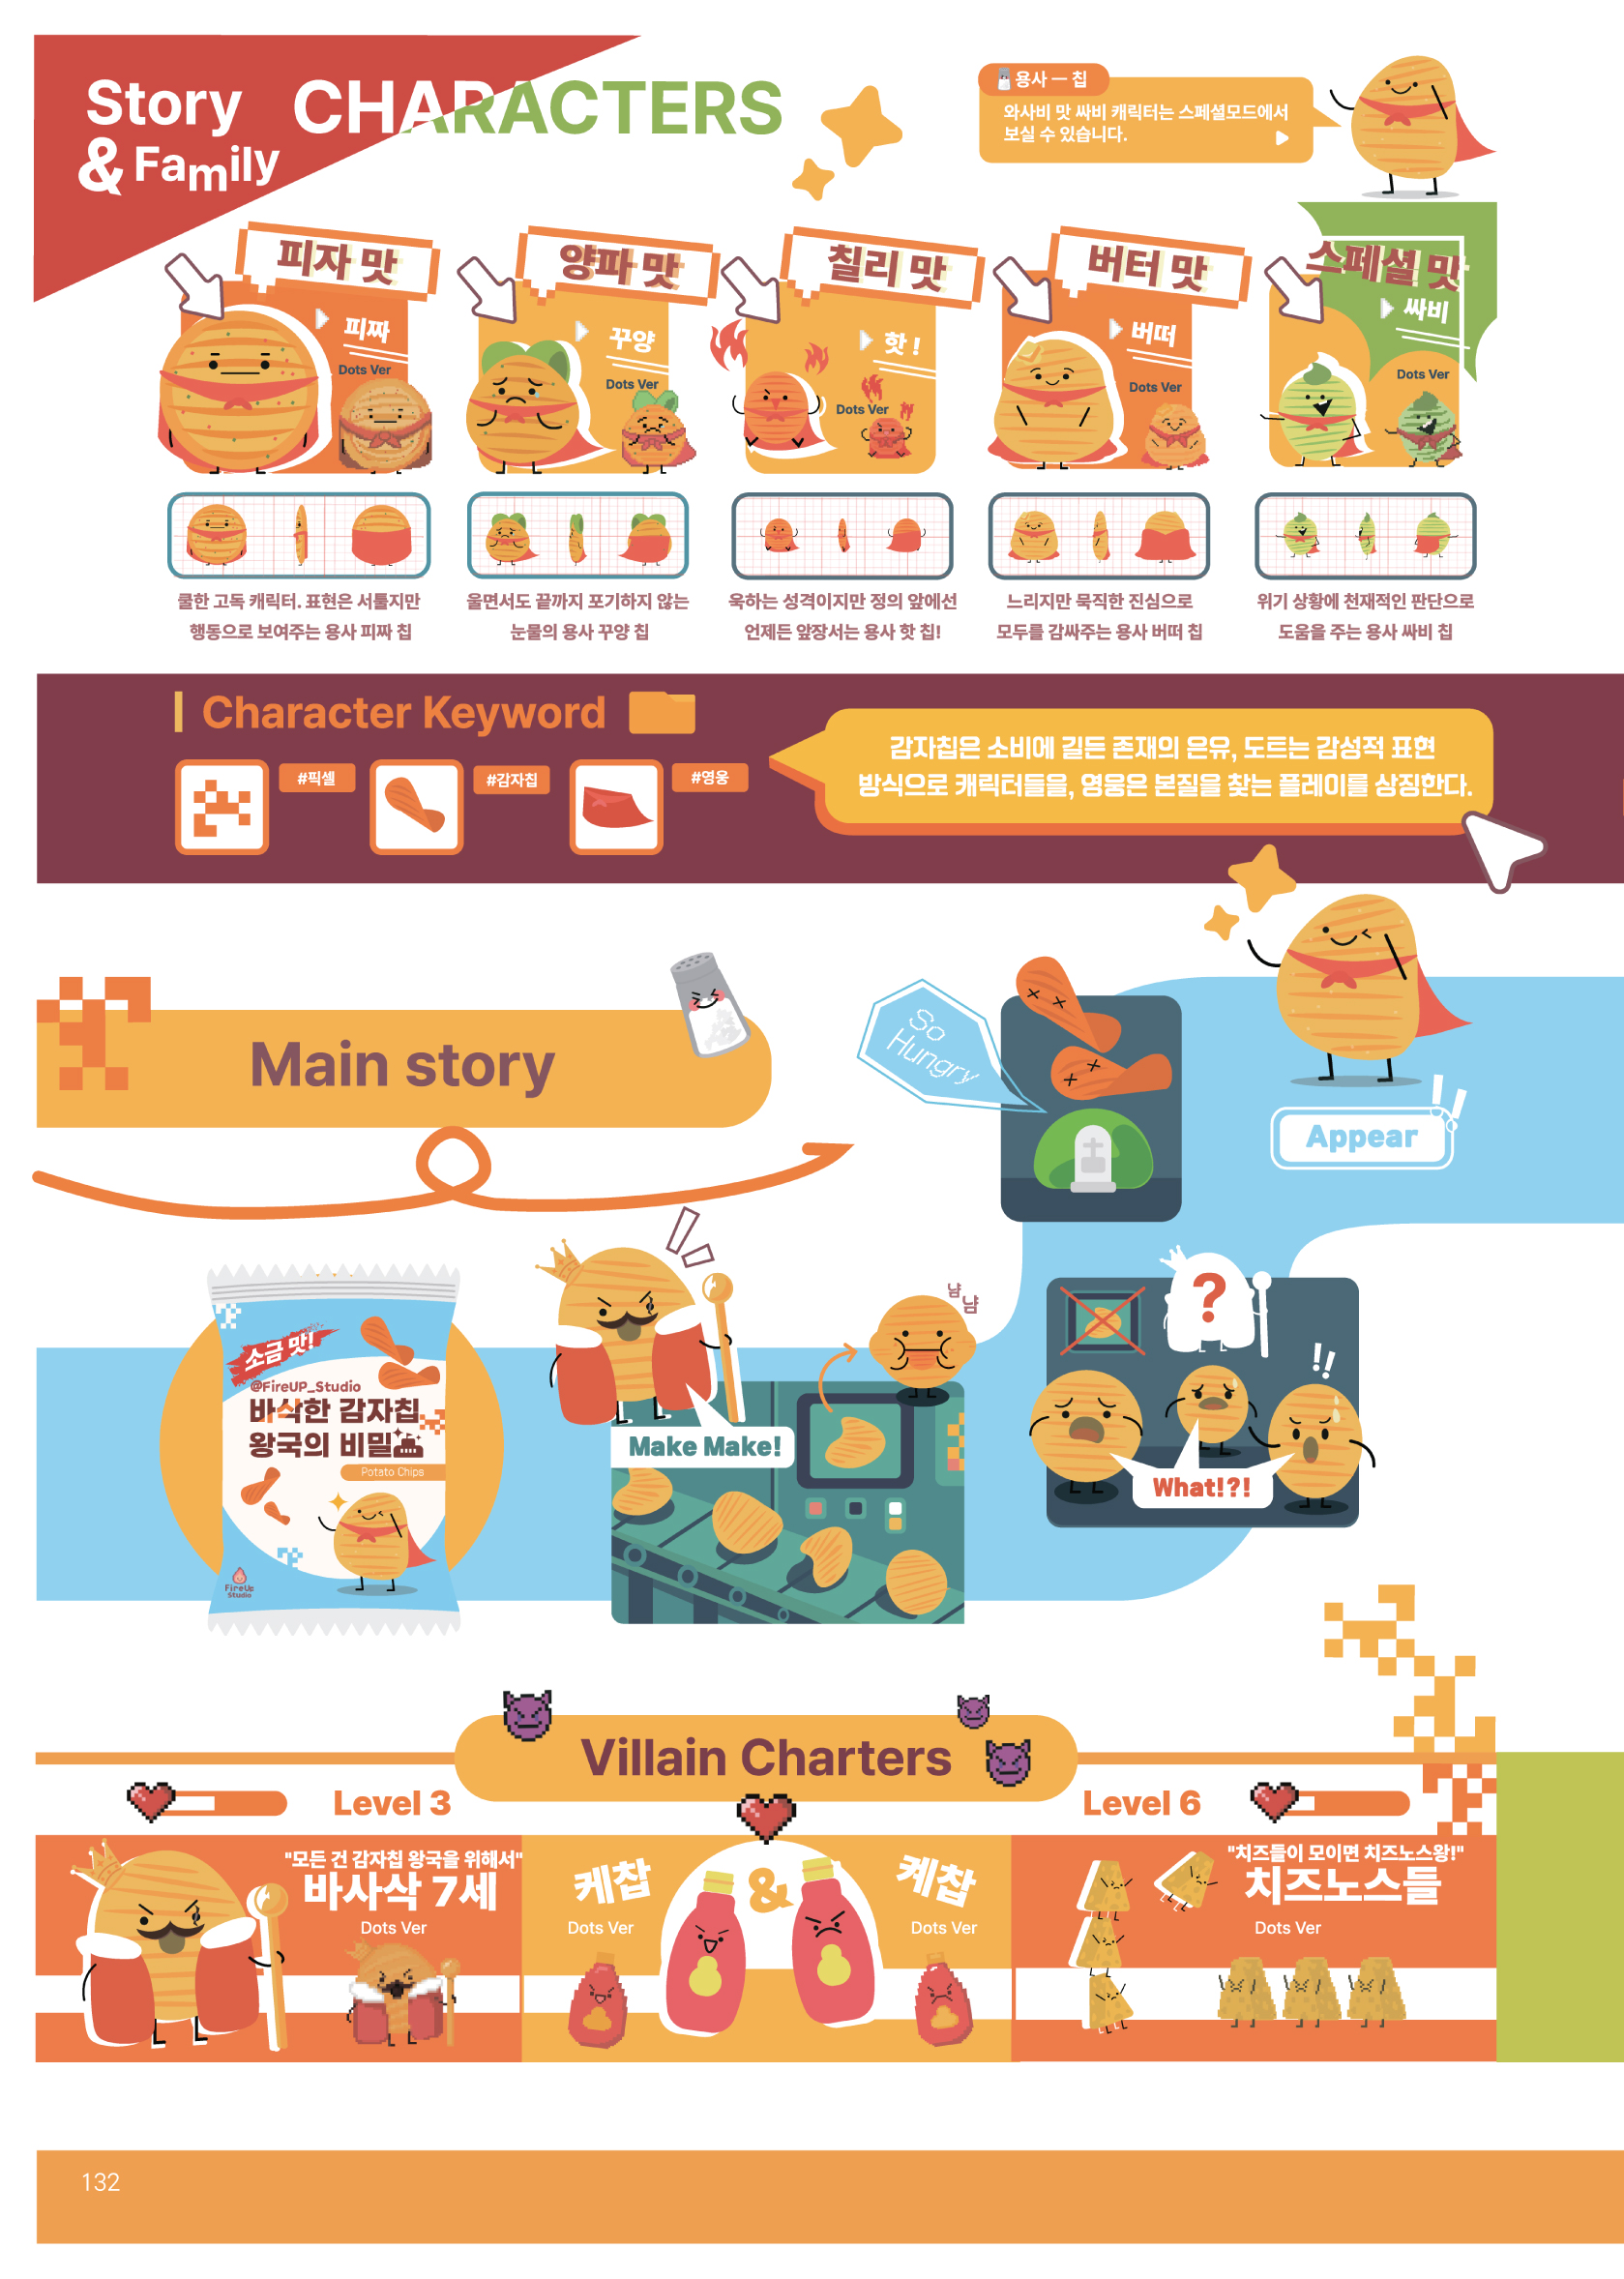 Story
& Family
CHARACTERS
용사 — 칩
와사비 맛 싸비 캐릭터는 스페셜모드에서
보실 수 있습니다.
피자 맛
피짜
Dots Ver
양파 맛
꾸양
Dots Ver
칠리 맛
핫 !
Dots Ver
버터 맛
버떠
Dots Ver
스페셜 맛
싸비
Dots Ver
쿨한 고독 캐릭터. 표현은 서툴지만
행동으로 보여주는 용사 피짜 칩
울면서도 끝까지 포기하지 않는
눈물의 용사 꾸양 칩
욱하는 성격이지만 정의 앞에선
언제든 앞장서는 용사 핫 칩!
느리지만 묵직한 진심으로
모두를 감싸주는 용사 버떠 칩
위기 상황에 천재적인 판단으로
도움을 주는 용사 싸비 칩
Character Keyword
#픽셀
#감자칩
#영웅
감자칩은 소비에 길든 존재의 은유, 도트는 감성적 표현
방식으로 캐릭터들을, 영웅은 본질을 찾는 플레이를 상징한다.
Main story
So
Hungry
Appear
소금 맛!
@FireUP_Studio
바삭한 감자칩
왕국의 비밀
Potato Chips
FireUp
Studio
Make Make!
냠
냠
?
!!
What!?!
Villain Charters
Level 3
Level 6
"모든 건 감자칩 왕국을 위해서"
바사삭 7세
Dots Ver
케찹
&
켸찹
Dots Ver
Dots Ver
"치즈들이 모이면 치즈노스왕!"
치즈노스들
Dots Ver
132